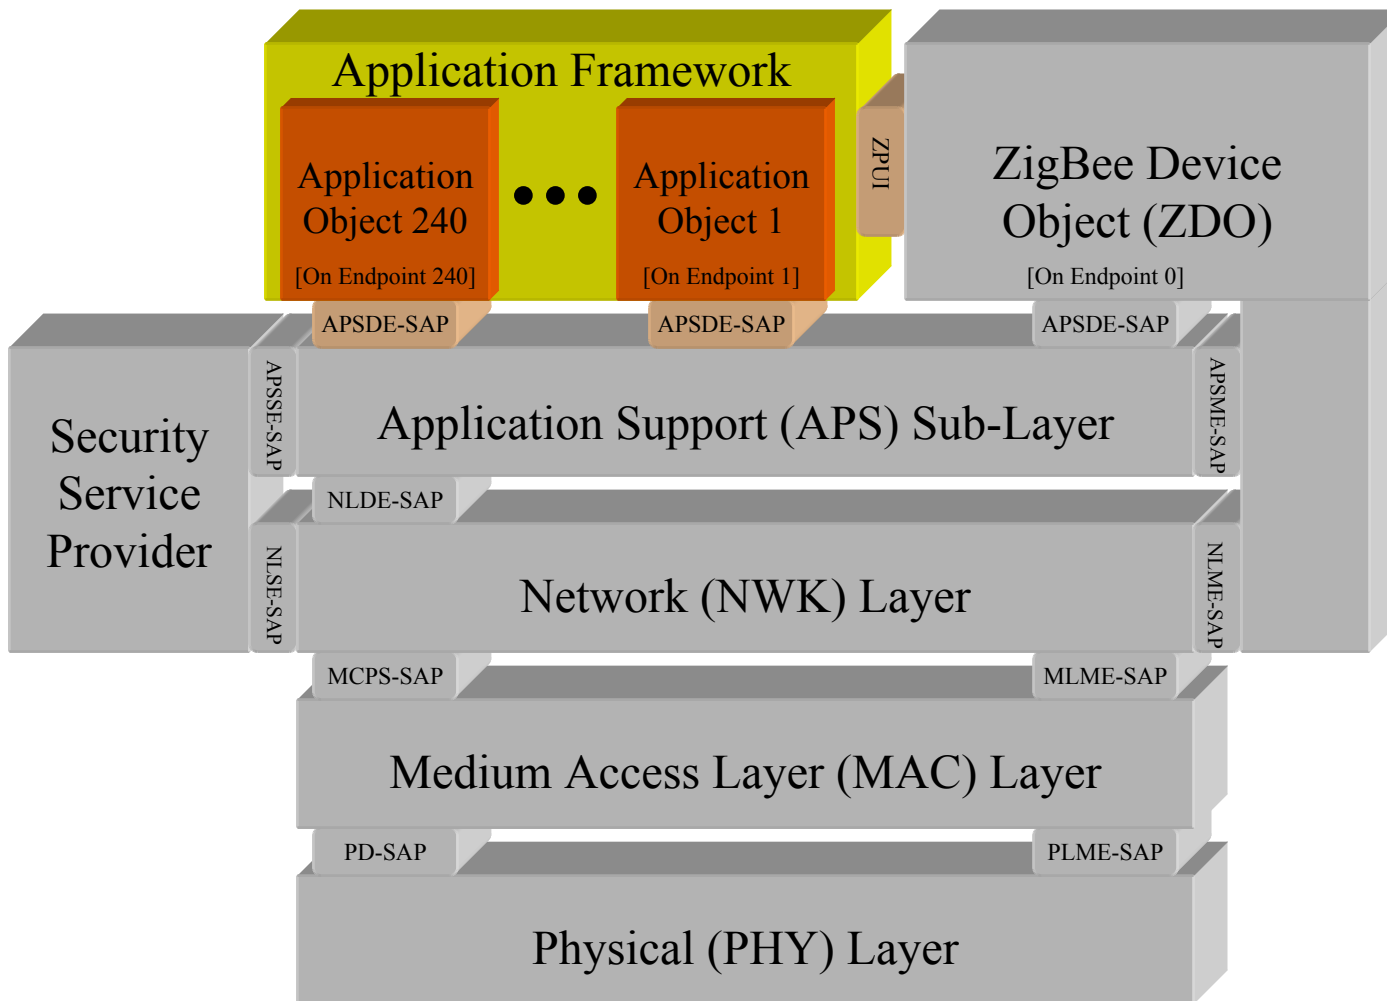 Application Framework
Application
Object 240
[On Endpoint 240]
Application
Object 1
[On Endpoint 1]
ZPUI
ZigBee Device
Object (ZDO)
[On Endpoint 0]
APSDE-SAP
APSDE-SAP
APSDE-SAP
Security
Service
Provider
APSSE-SAP
Application Support (APS) Sub-Layer
APSME-SAP
NLDE-SAP
NLSE-SAP
Network (NWK) Layer
NLME-SAP
MCPS-SAP
MLME-SAP
Medium Access Layer (MAC) Layer
PD-SAP
PLME-SAP
Physical (PHY) Layer